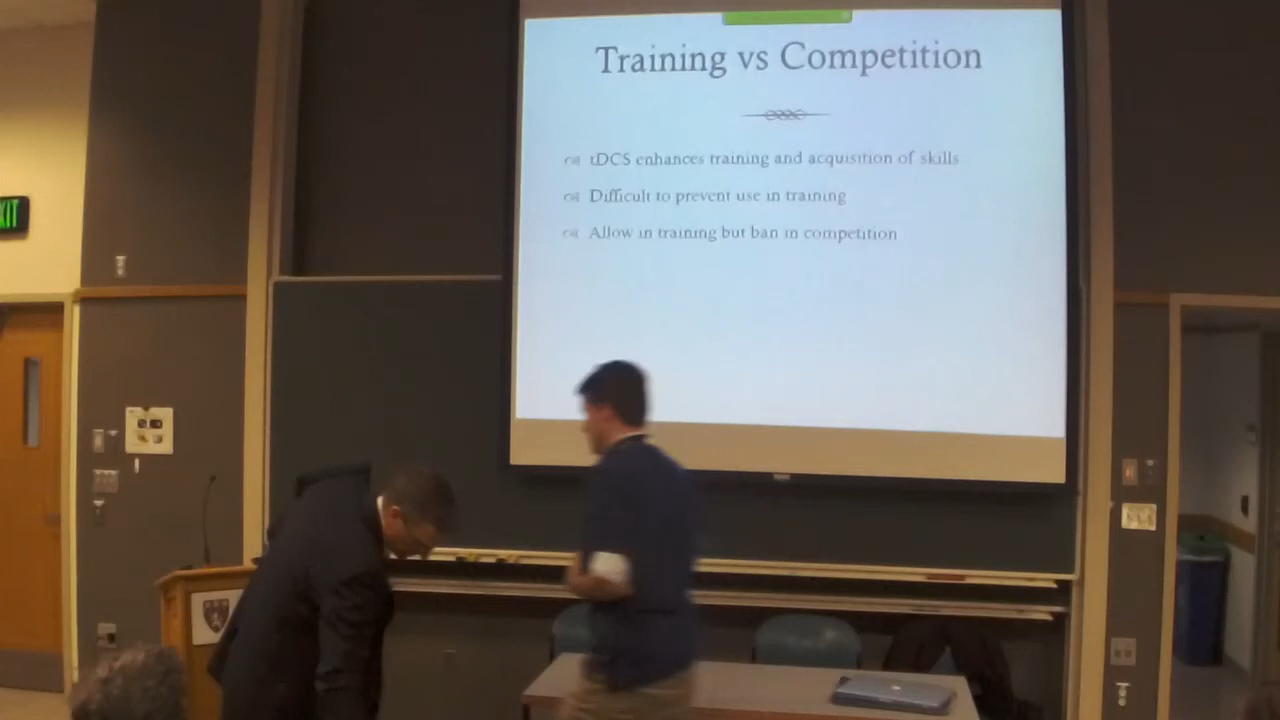 Training vs Competition
tDCS enhances training and acquisition of skills
Difficult to prevent use in training
Allow in training but ban in competition
XIT